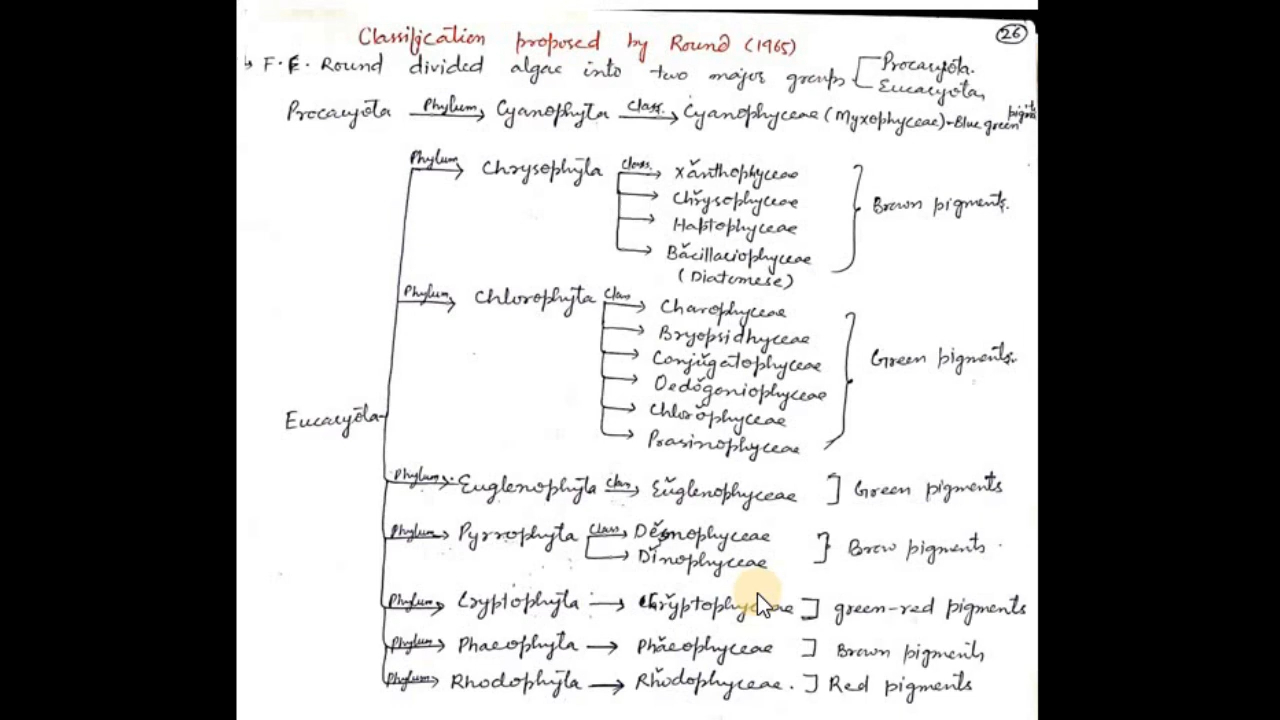 26
Classification proposed by Round (1965)
↳ F.E. Round divided algae into two major groups Procaryota.
Eucaryota,
Procaryota Phylum Cyanophyta Class. Cyanophyceae (Myxophyceae) - Blue green
Phylum Chrysophyta Class. Xanthophyceae
Chrysophyceae Brown pigments.
Haptophyceae
Bacillaciophyceae
(Diatomese)
Phylum Chlorophyta Class Charophyceae
Bryopsidhyceae
Conjugatophyceae Green pigments.
Oedogoniophyceae
Chlorophyceae
Eucaryota
Prasinophyceae
Phylum. Euglenophyta class Euglenophyceae Green pigments
Phylum Pyrrophyta Class Desmophyceae
Dinophyceae Brow pigments.
Phylum Cryptophyta Cryptophyceae green-red pigments
Phylum Phaeophyta Phaeophyceae Brown pigments
Phylum Rhodophyta Rhodophyceae. Red pigments